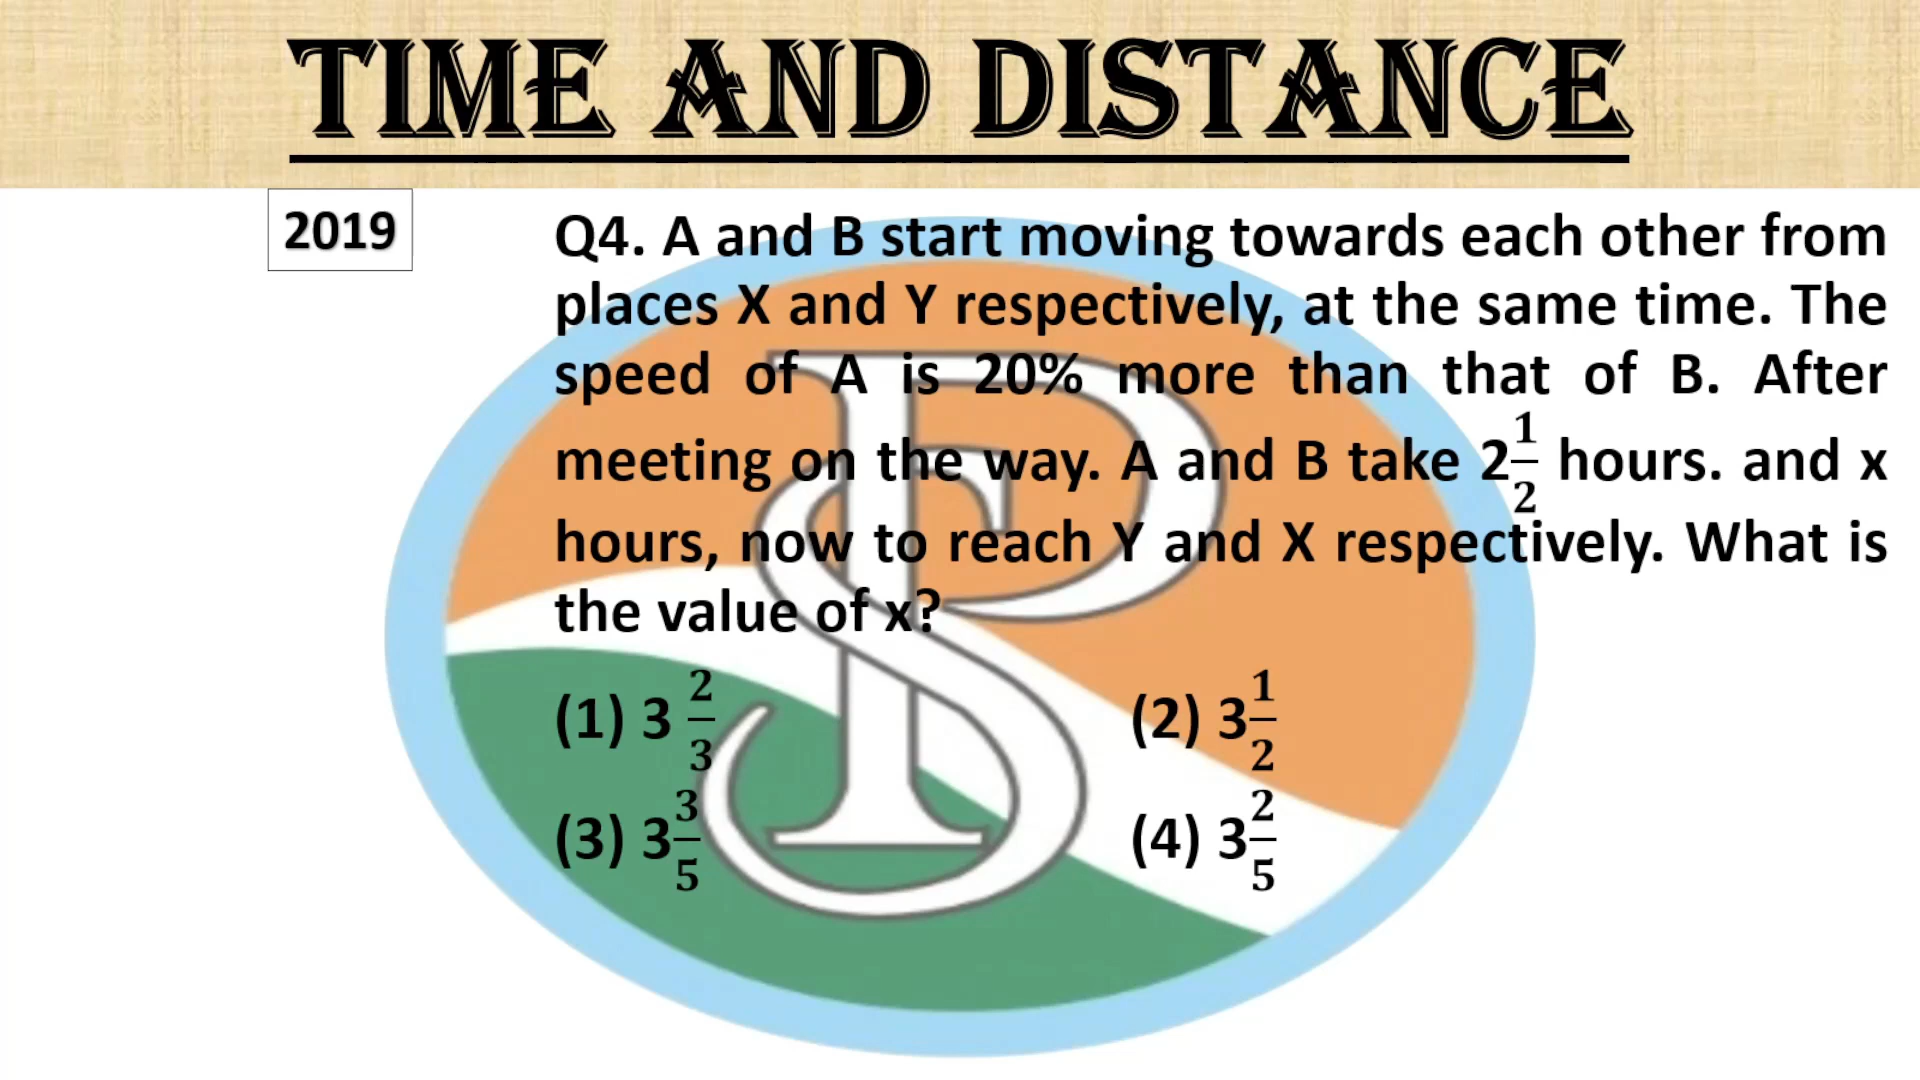 TIME AND DISTANCE
2019
Q4. A and B start moving towards each other from
places X and Y respectively, at the same time. The
speed of A is 20% more than that of B. After
meeting on the way. A and B take 2 1/2 hours. and x
hours, now to reach Y and X respectively. What is
the value of x?
(1) 3 2/3 (2) 3 1/2
(3) 3 3/5 (4) 3 2/5